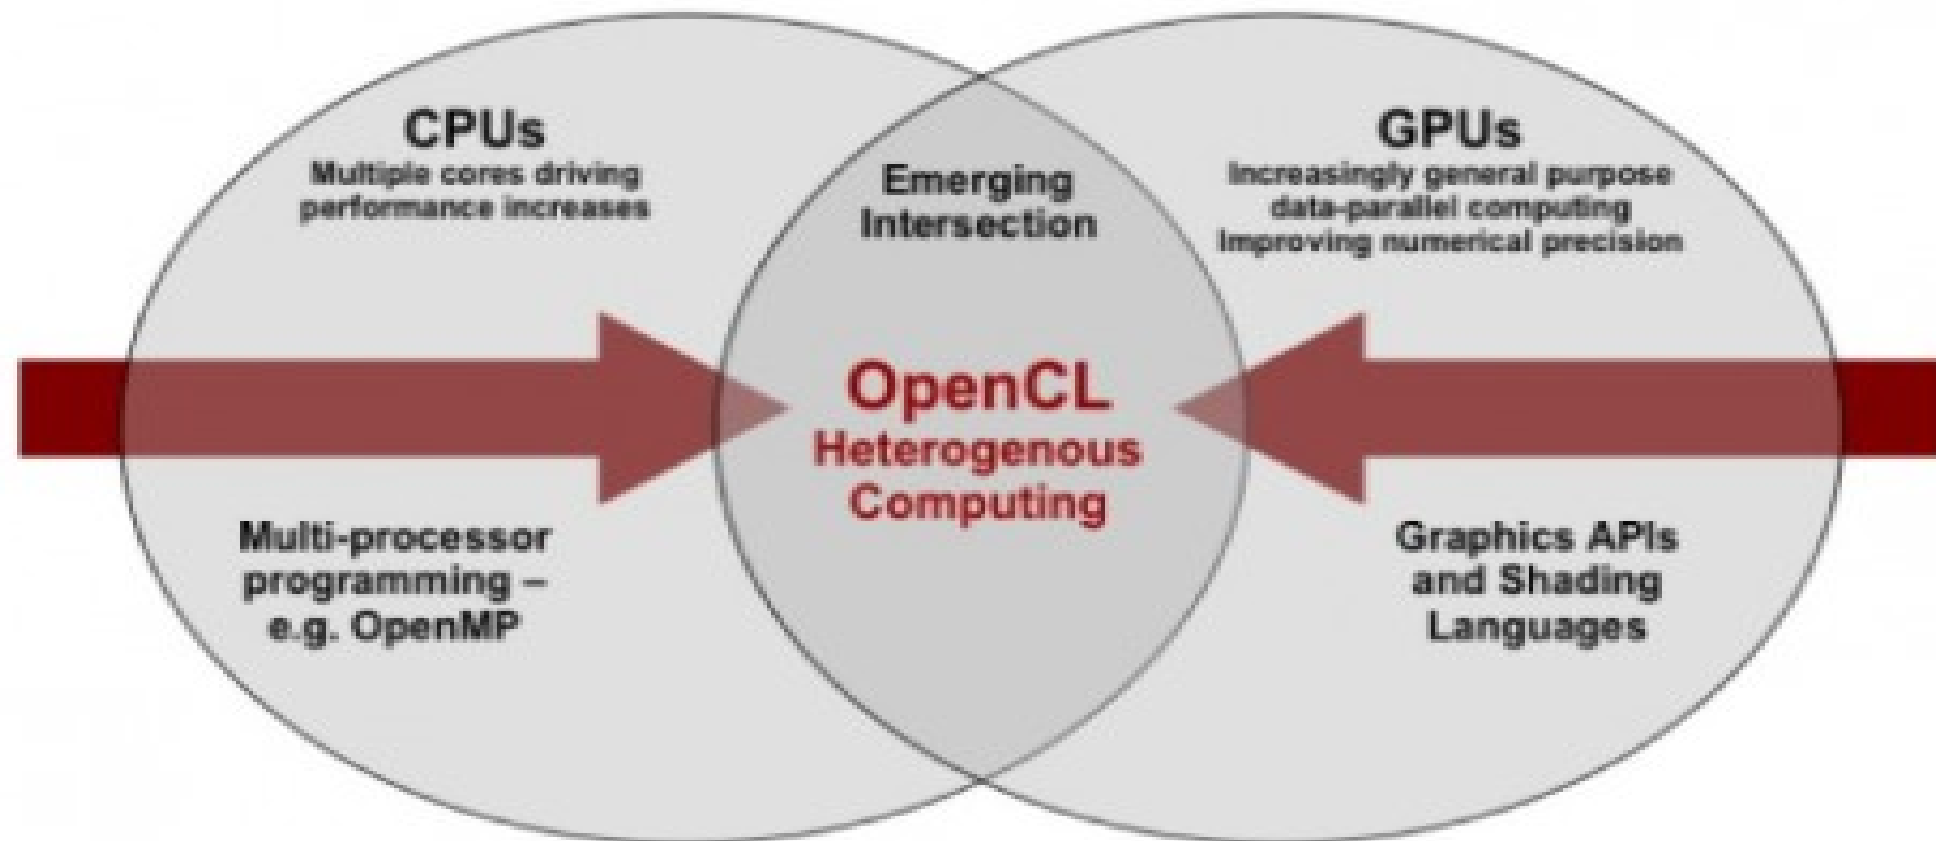 CPUs
Multiple cores driving
performance increases
Emerging
Intersection
GPUs
Increasingly general purpose
data-parallel computing
Improving numerical precision
OpenCL
Heterogenous
Computing
Multi-processor
programming –
e.g. OpenMP
Graphics APIs
and Shading
Languages